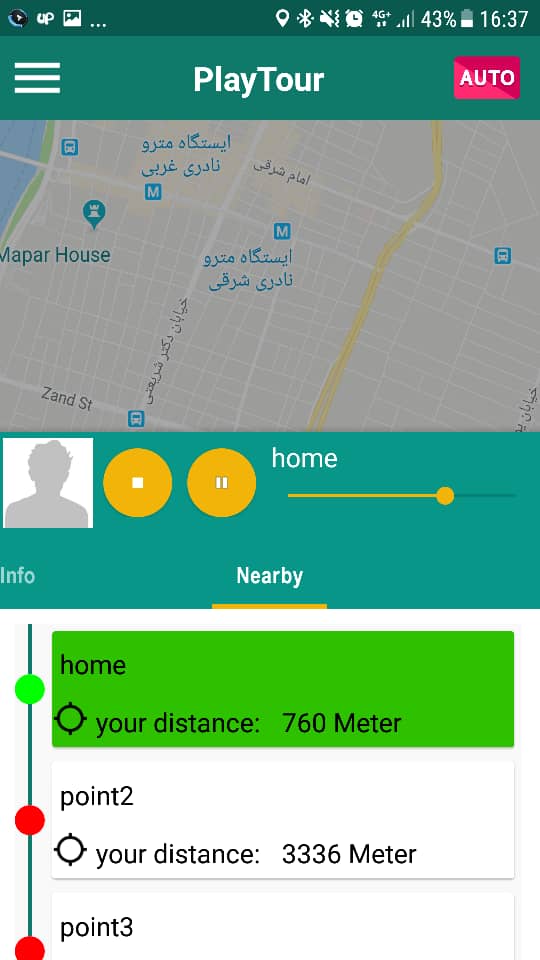 UP
...
4G+
43%
16:37
PlayTour
AUTO
ایستگاه مترو
نادری غربی
امام شرقی
M
M
Mapar House
ایستگاه مترو
نادری شرقی
خیابان دکتر شریعتی
Zand St
خیابان
home
Info
Nearby
home
your distance: 760 Meter
point2
your distance: 3336 Meter
point3